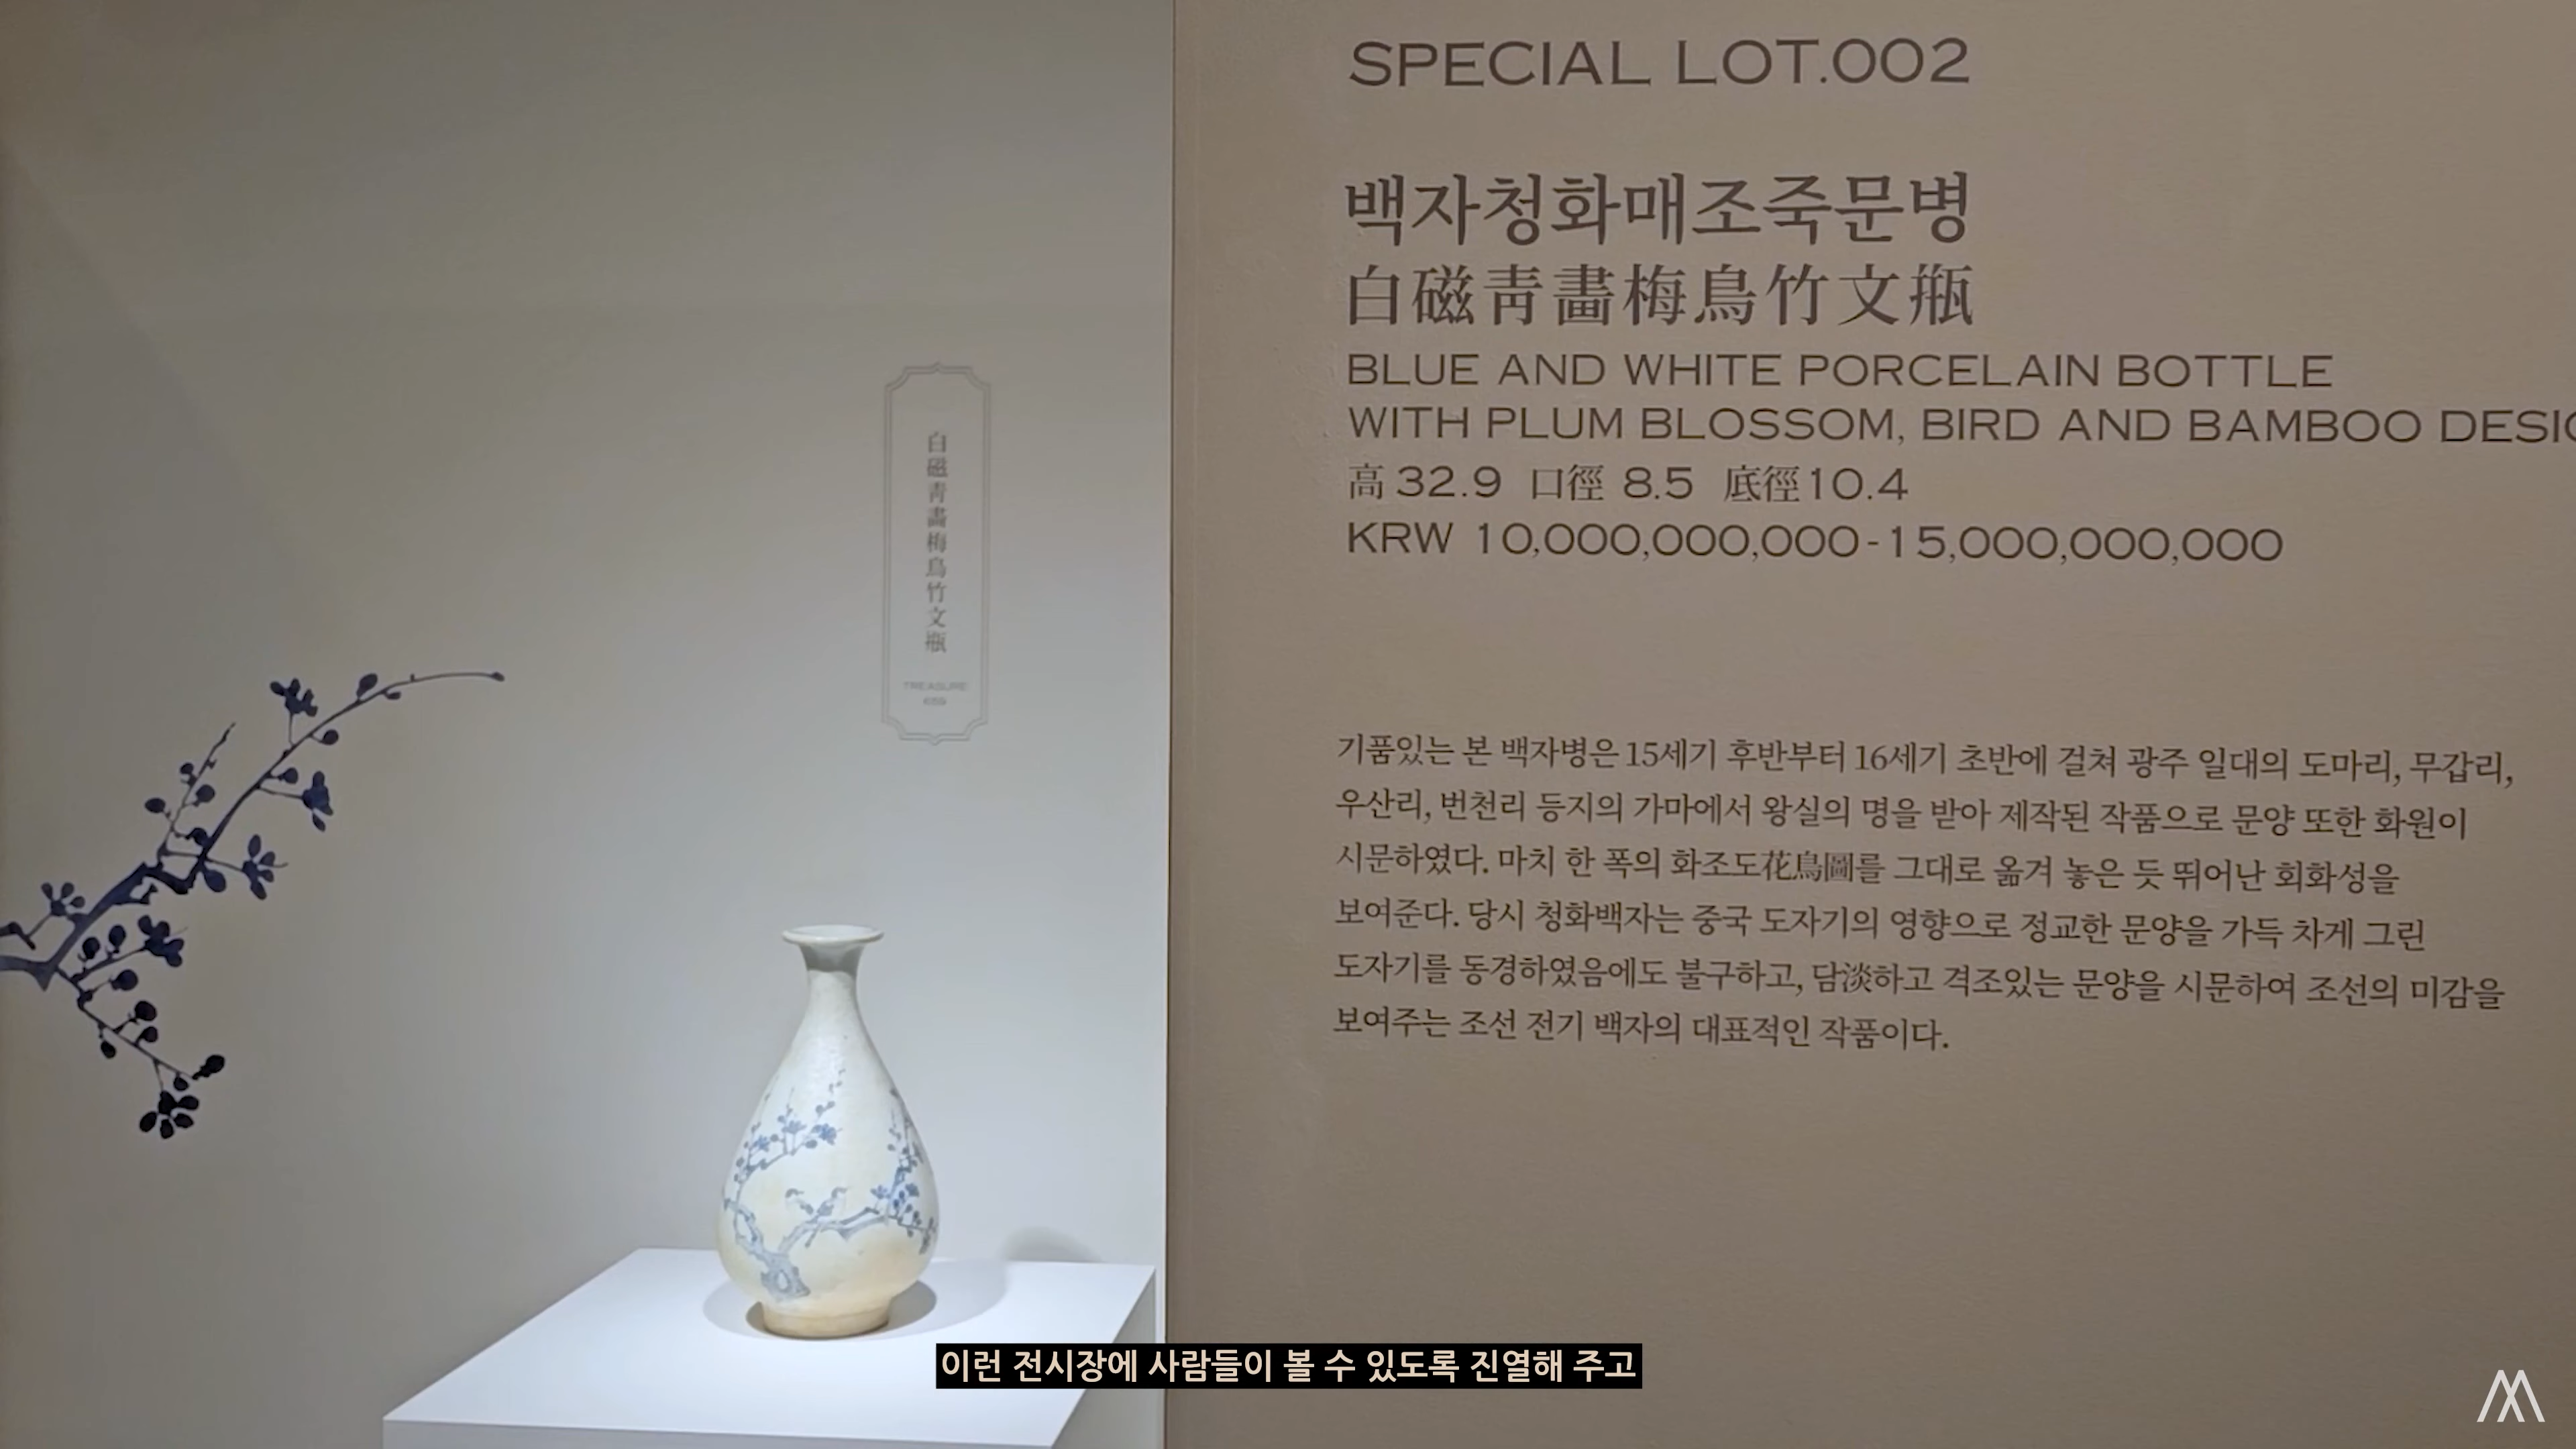 SPECIAL LOT.002
백자청화매조죽문병
白磁靑畵梅鳥竹文甁
BLUE AND WHITE PORCELAIN BOTTLE
WITH PLUM BLOSSOM, BIRD AND BAMBOO
高 32.9 口徑 8.5 底徑10.4
KRW 10,000,000,000-15,000,000,000
기품있는 본 백자병은 15세기 후반부터 16세기 초반에 걸쳐 광주 일대의 도마리, 무갑리,
우산리, 번천리 등지의 가마에서 왕실의 명을 받아 제작된 작품으로 문양 또한 화원이
시문하였다. 마치 한 폭의 화조도花鳥圖를 그대로 옮겨 놓은 듯 뛰어난 회화성을
보여준다. 당시 청화백자는 중국 도자기의 영향으로 정교한 문양을 가득 차게 그린
도자기를 동경하였음에도 불구하고, 담淡하고 격조있는 문양을 시문하여 조선의 미감을
보여주는 조선 전기 백자의 대표적인 작품이다.
白磁靑畵梅鳥竹文甁
TREASURE
659
이런 전시장에 사람들이 볼 수 있도록 진열해 주고